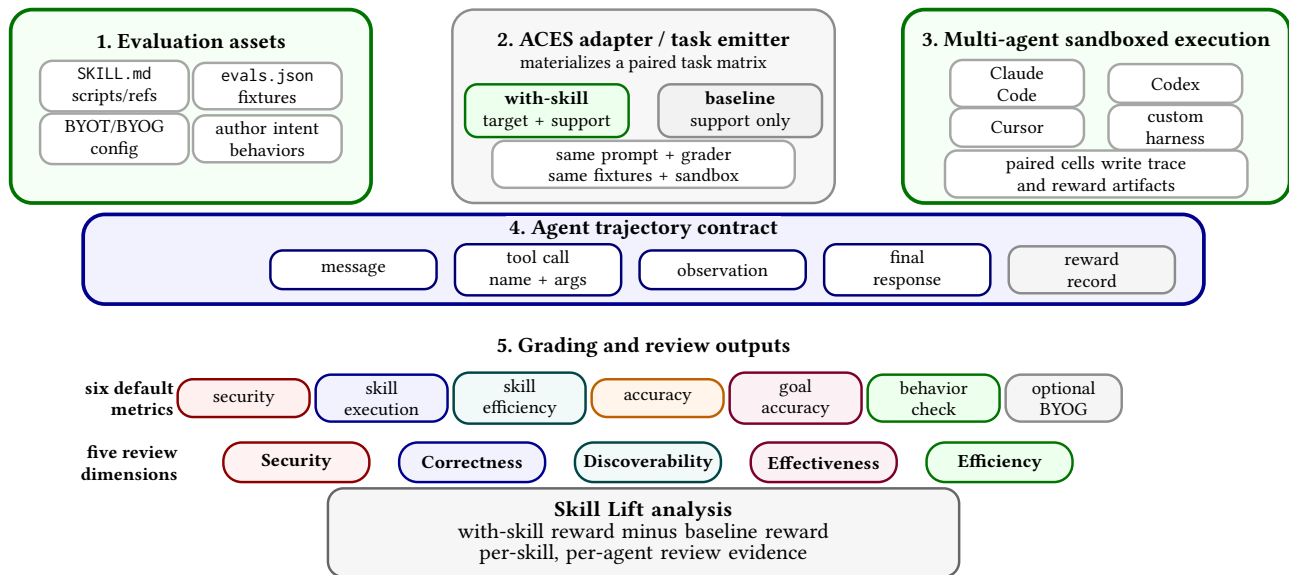 1. Evaluation assets
SKILL.md
scripts/refs
evals.json
fixtures
BYOT/BYOG
config
author intent
behaviors
2. ACES adapter / task emitter
materializes a paired task matrix
with-skill
target + support
baseline
support only
same prompt + grader
same fixtures + sandbox
3. Multi-agent sandboxed execution
Claude
Code
Codex
Cursor
custom
harness
paired cells write trace
and reward artifacts
4. Agent trajectory contract
message
tool call
name + args
observation
final
response
reward
record
5. Grading and review outputs
six default
metrics
security
skill
execution
skill
efficiency
accuracy
goal
accuracy
behavior
check
optional
BYOG
five review
dimensions
Security
Correctness
Discoverability
Effectiveness
Efficiency
Skill Lift analysis
with-skill reward minus baseline reward
per-skill, per-agent review evidence